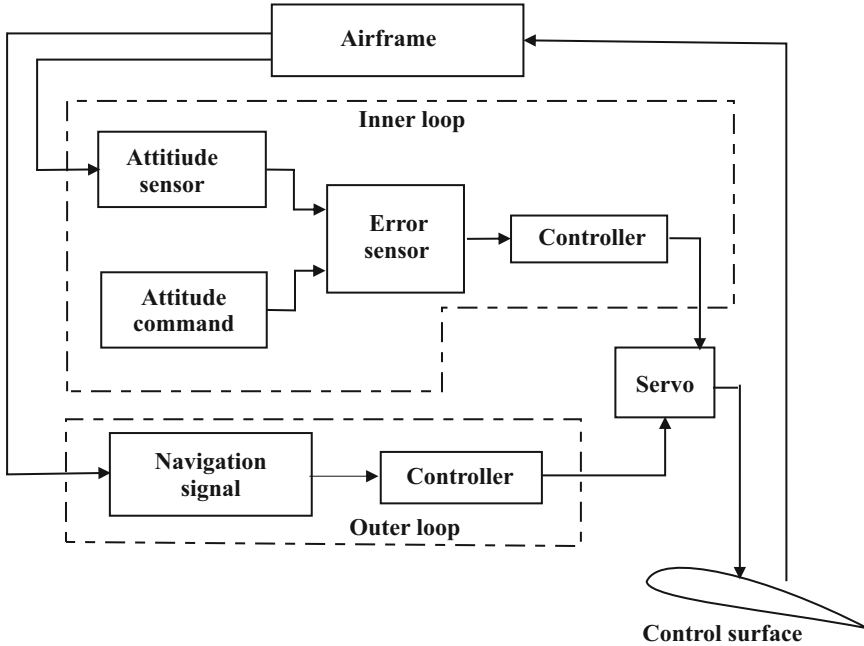 Airframe
Inner loop
Attitiude
sensor
Error
sensor
Controller
Attitude
command
Servo
Navigation
signal
Controller
Outer loop
Control surface